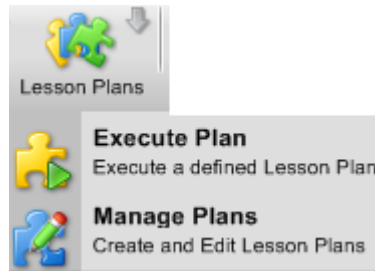 Lesson Plans
Execute Plan
Execute a defined Lesson Plan
Manage Plans
Create and Edit Lesson Plans